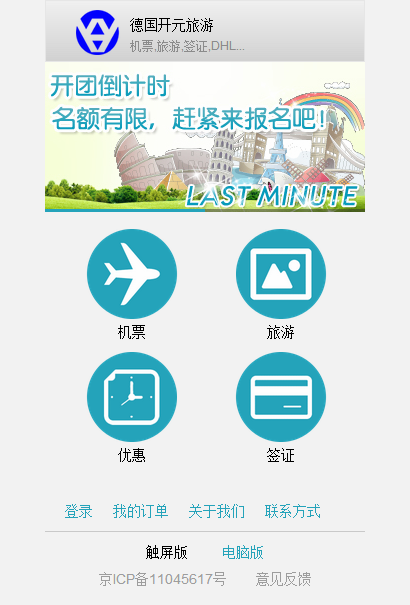 德国开元旅游
机票,旅游,签证,DHL...
开团倒计时
名额有限，赶紧来报名吧！
LAST MINUTE
机票 旅游
优惠 签证
登录 我的订单 关于我们 联系方式
触屏版 电脑版
京ICP备11045617号 意见反馈